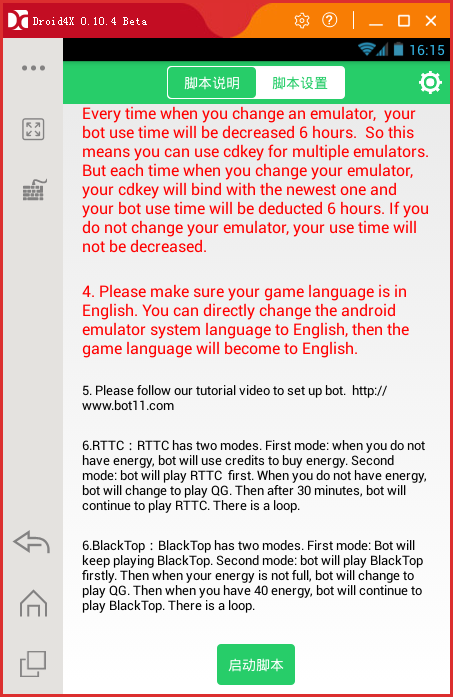 Droid4X 0.10.4 Beta
16:15
脚本说明 脚本设置
Every time when you change an emulator, your
bot use time will be decreased 6 hours. So this
means you can use cdkey for multiple emulators.
But each time when you change your emulator,
your cdkey will bind with the newest one and
your bot use time will be deducted 6 hours. If you
do not change your emulator, your use time will
not be decreased.
4. Please make sure your game language is in
English. You can directly change the android
emulator system language to English, then the
game language will become to English.
5. Please follow our tutorial video to set up bot. http://
www.bot11.com
6.RTTC：RTTC has two modes. First mode: when you do not
have energy, bot will use credits to buy energy. Second
mode: bot will play RTTC first. When you do not have energy,
bot will change to play QG. Then after 30 minutes, bot will
continue to play RTTC. There is a loop.
6.BlackTop：BlackTop has two modes. First mode: Bot will
keep playing BlackTop. Second mode: bot will play BlackTop
firstly. Then when your energy is not full, bot will change to
play QG. Then when you have 40 energy, bot will continue to
play BlackTop. There is a loop.
启动脚本